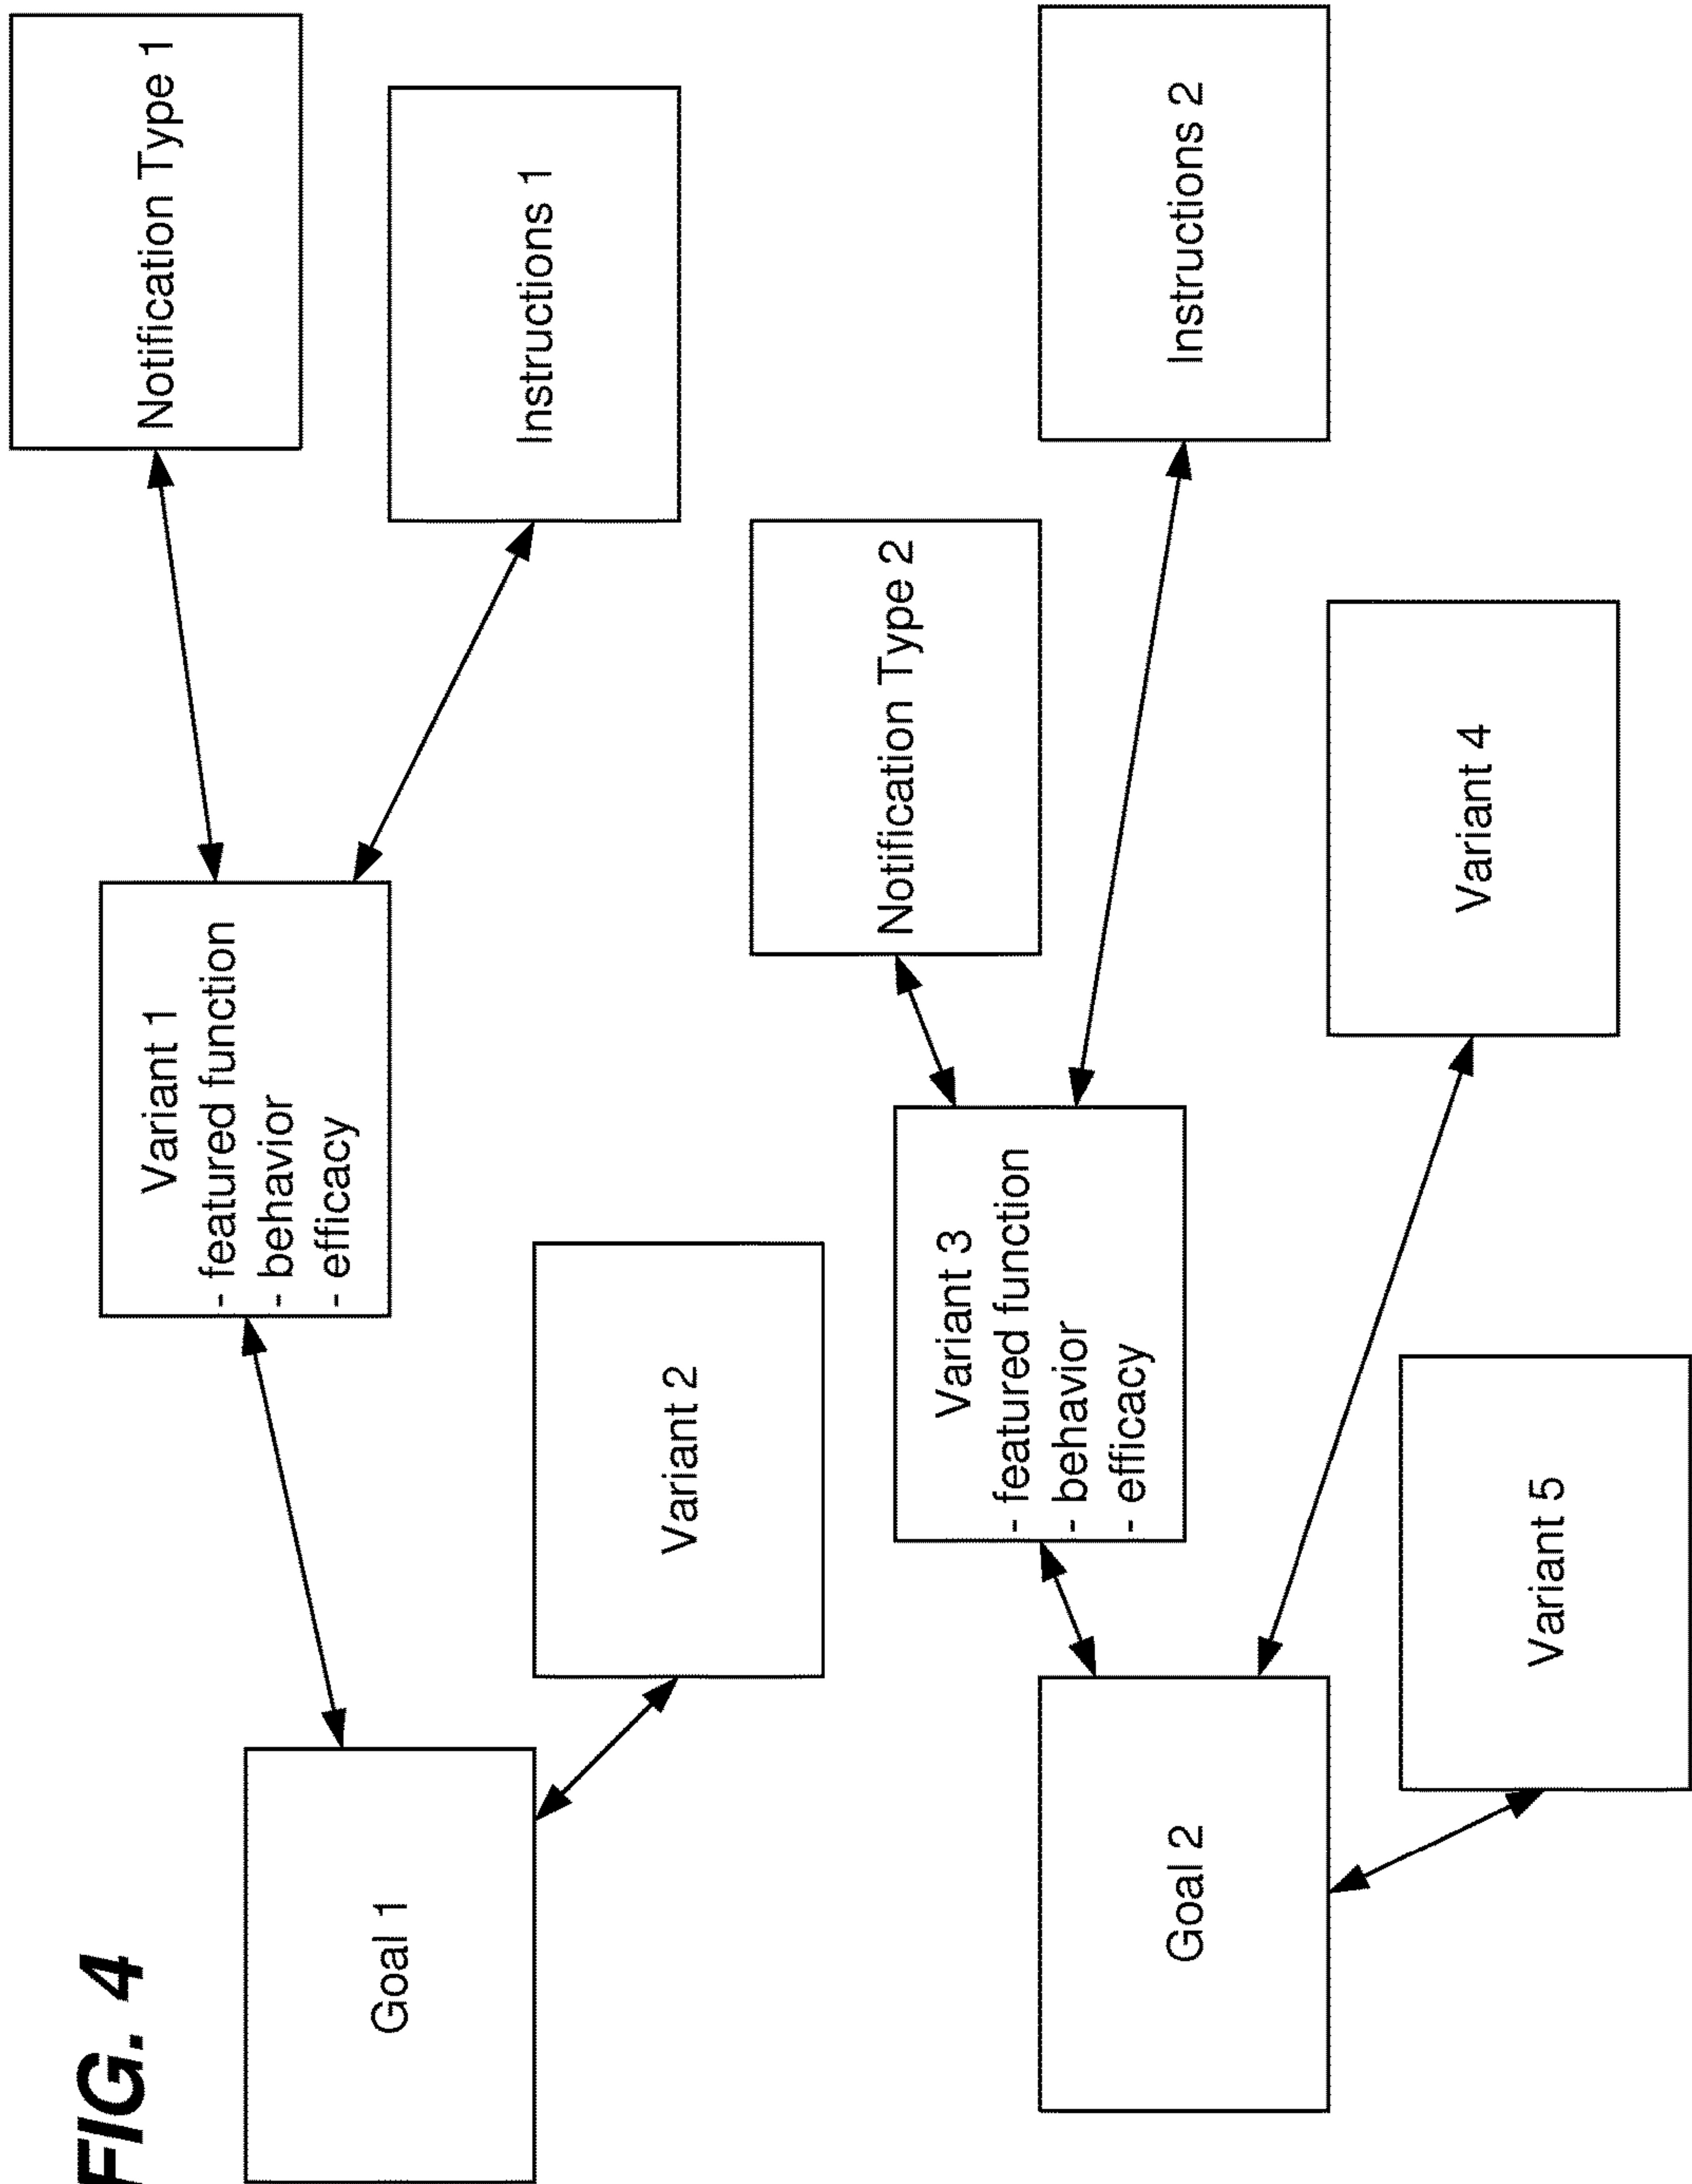 FIG. 4
Goal 1
Variant 1
- featured function
- behavior
- efficacy
Notification Type 1
Instructions 1
Variant 2
Goal 2
Variant 3
- featured function
- behavior
- efficacy
Notification Type 2
Instructions 2
Variant 4
Variant 5